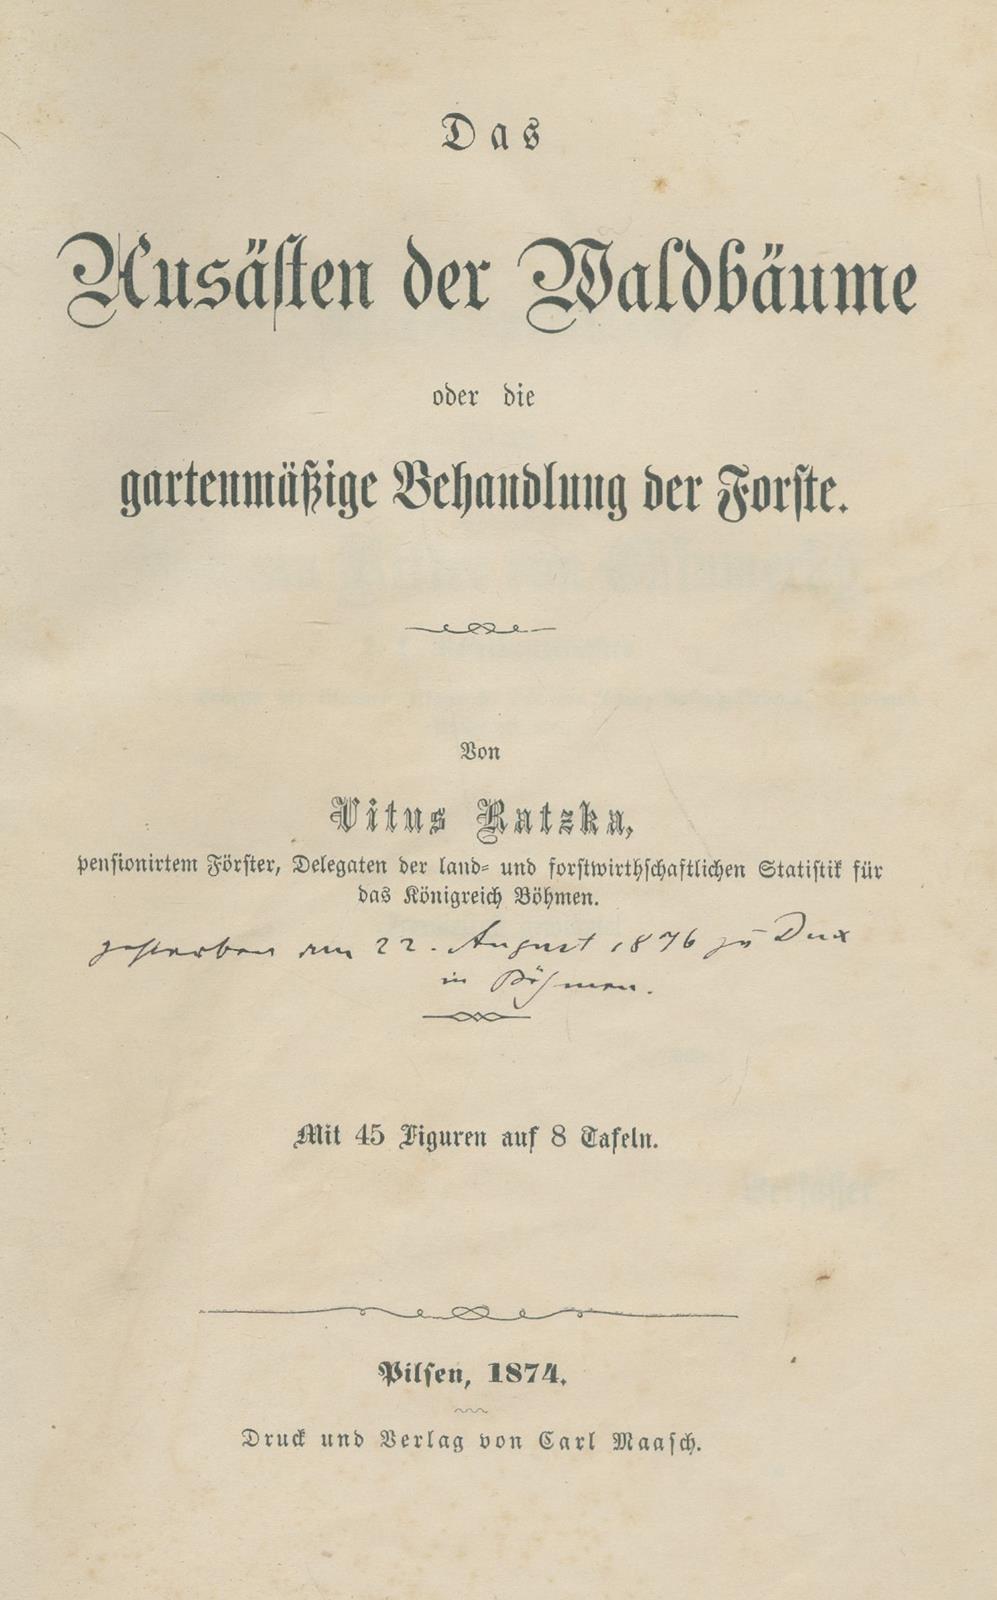 Das
Ausästen der Waldbäume
oder die
gartenmäßige Behandlung der Forste.
Von
Vitus Ratzka,
pensionirtem Förster, Delegaten der land- und forstwirthschaftlichen Statistik für
das Königreich Böhmen.
gestorben am 22. August 1876 zu Dux
in Böhmen.
Mit 45 Figuren auf 8 Tafeln.
Pilsen, 1874.
Druck und Verlag von Carl Maasch.